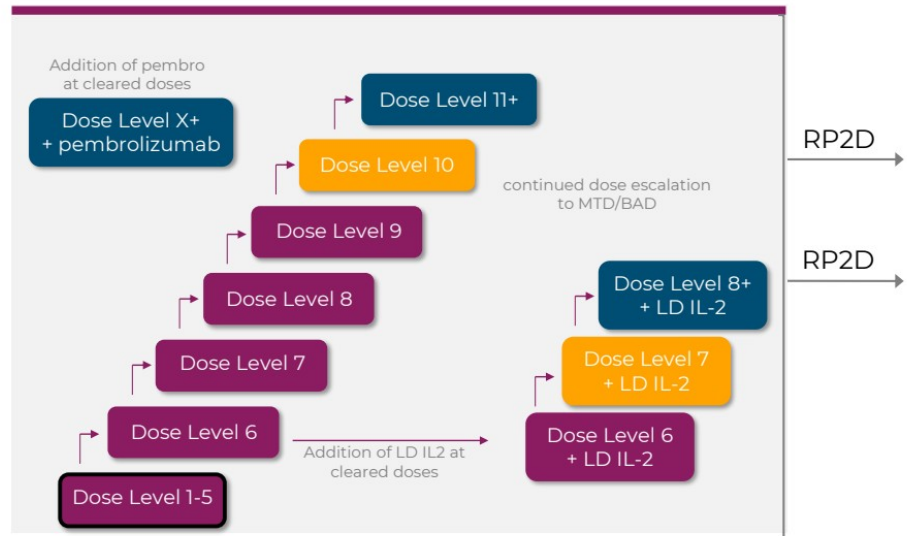 Addition of pembro
at cleared doses
Dose Level X+
+ pembrolizumab
Dose Level 11+
Dose Level 10
continued dose escalation
to MTD/BAD
Dose Level 9
Dose Level 8
Dose Level 7
Dose Level 6
Dose Level 1-5
Addition of LD IL2 at
cleared doses
Dose Level 8+
+ LD IL-2
Dose Level 7
+ LD IL-2
Dose Level 6
+ LD IL-2
RP2D
RP2D